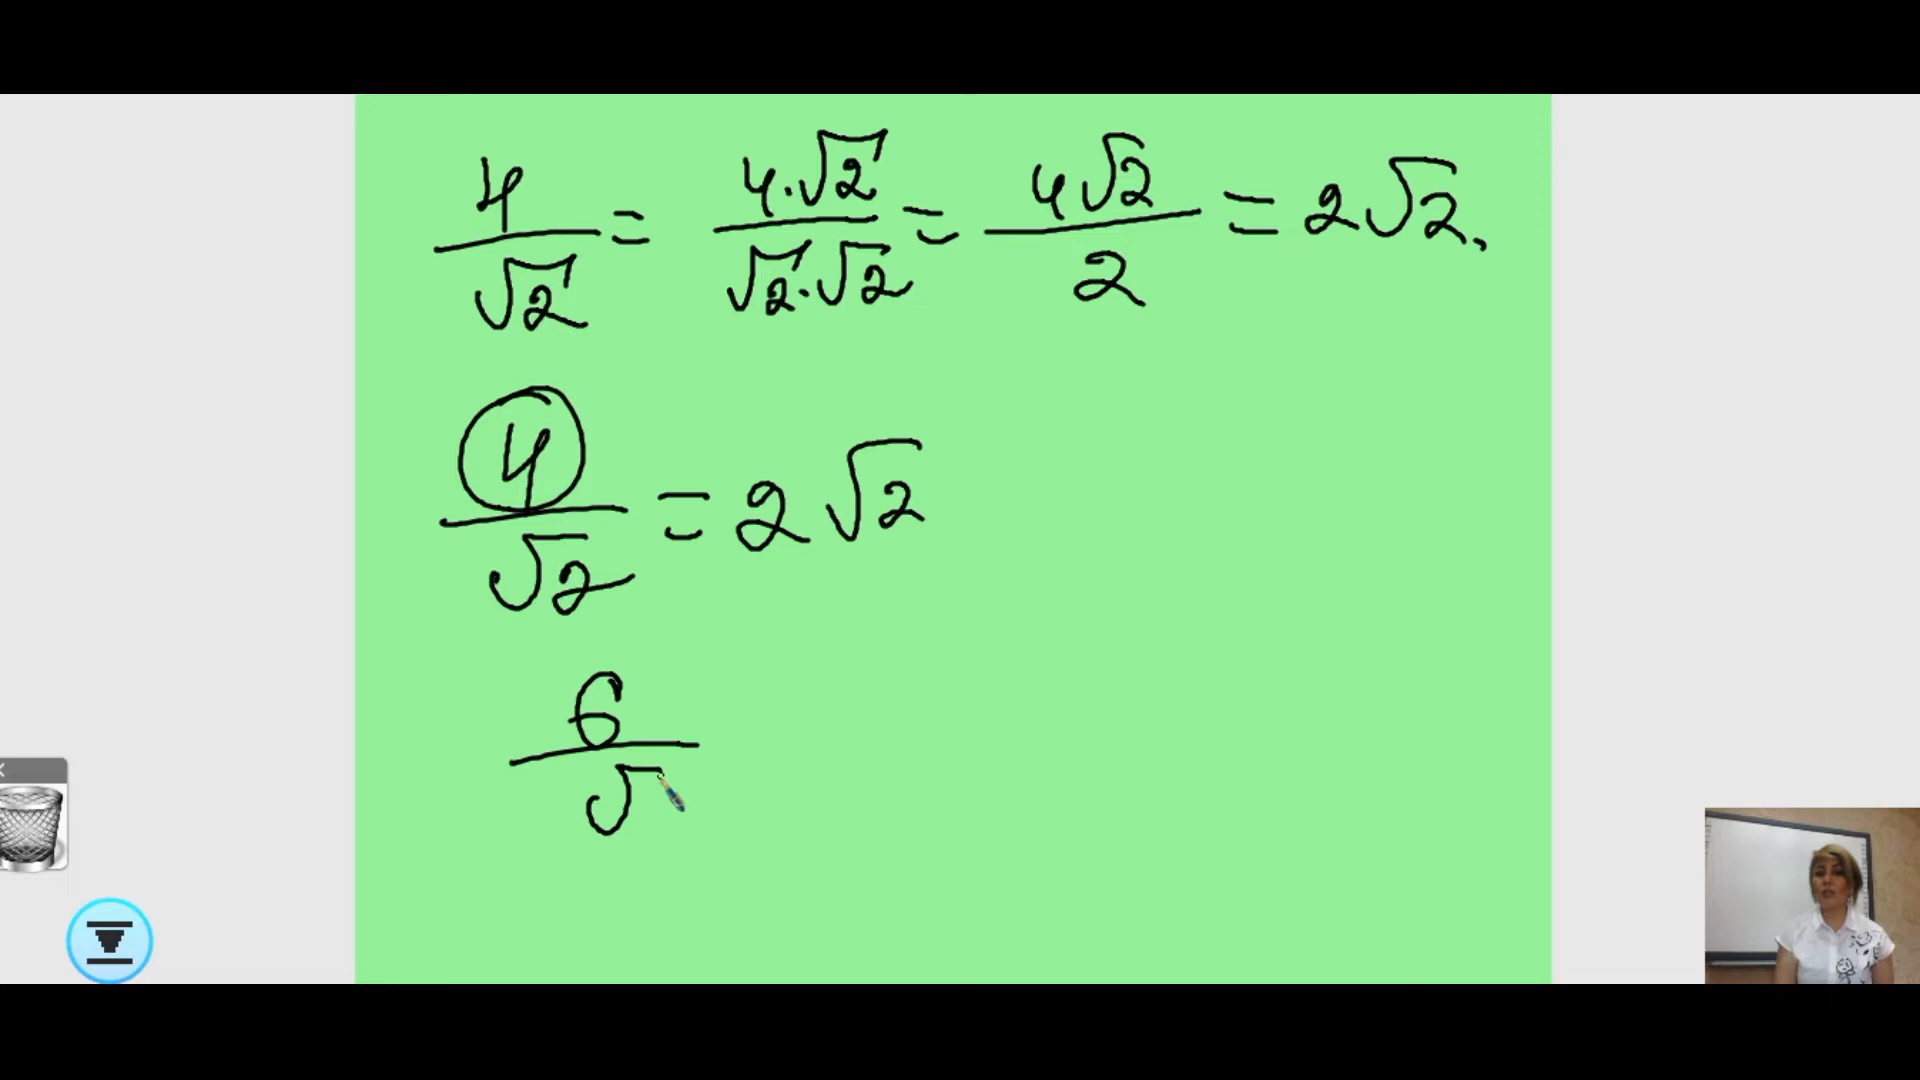 4/√2 = 4·√2/√2·√2 = 4√2/2 = 2√2.
4/√2 = 2√2
6/√